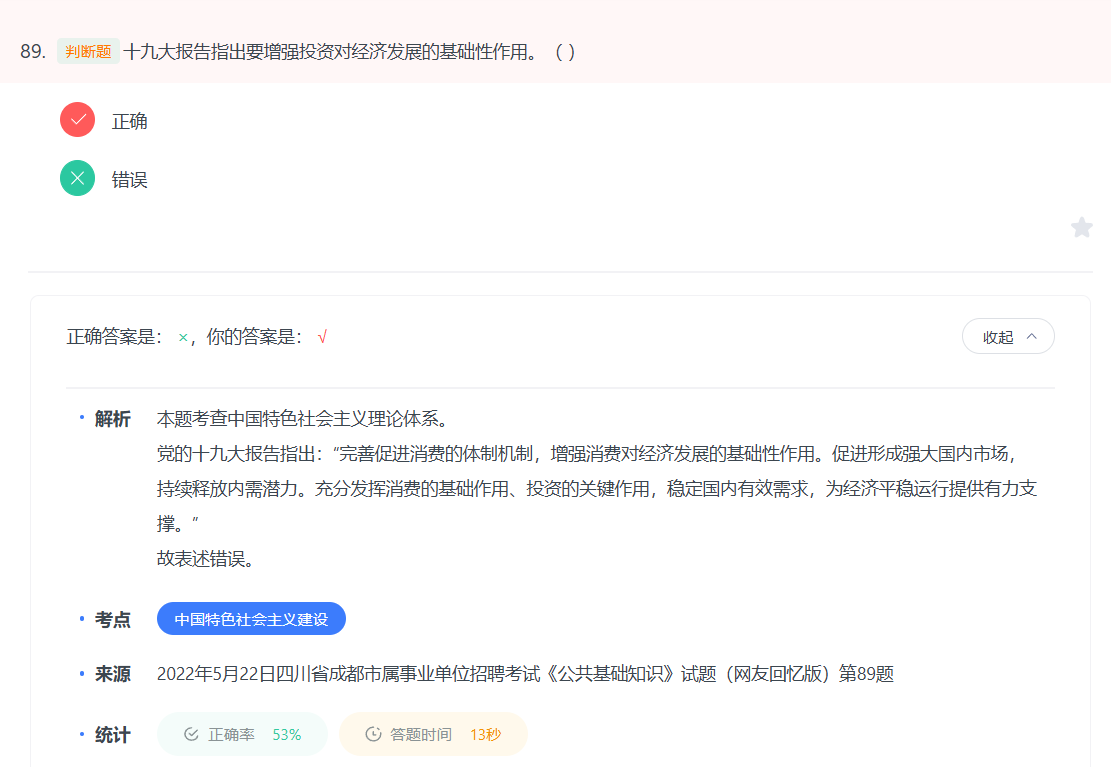 89. 判断题 十九大报告指出要增强投资对经济发展的基础性作用。（ ）
正确
错误
正确答案是： ×，你的答案是： √
收起
解析 本题考查中国特色社会主义理论体系。
党的十九大报告指出：“完善促进消费的体制机制，增强消费对经济发展的基础性作用。促进形成强大国内市场，
持续释放内需潜力。充分发挥消费的基础作用、投资的关键作用，稳定国内有效需求，为经济平稳运行提供有力支
撑。”
故表述错误。
考点 中国特色社会主义建设
来源 2022年5月22日四川省成都市属事业单位招聘考试《公共基础知识》试题（网友回忆版）第89题
统计 正确率 53% 答题时间 13秒